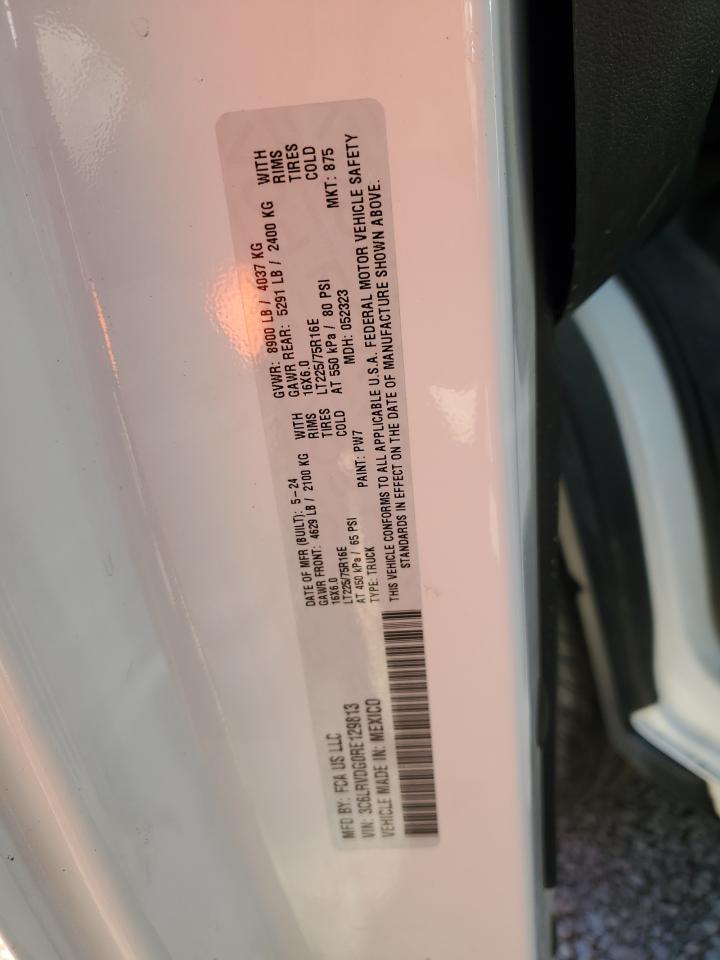 MFD BY: FCA US LLC
VIN: 3C6LRVDG0RE129813
VEHICLE MADE IN: MEXICO
DATE OF MFR (BUILT): 5-24
GAWR FRONT: 4629 LB / 2100 KG WITH
16X6.0 RIMS
LT225/75R16E TIRES
AT 450 kPa / 65 PSI COLD
TYPE: TRUCK PAINT: PW7
GVWR: 8900 LB / 4037 KG
GAWR REAR: 5291 LB / 2400 KG WITH
16X6.0 RIMS
LT225/75R16E TIRES
AT 550 kPa / 80 PSI COLD
MDH: 052323 MKT: 875
THIS VEHICLE CONFORMS TO ALL APPLICABLE U.S.A. FEDERAL MOTOR VEHICLE SAFETY
STANDARDS IN EFFECT ON THE DATE OF MANUFACTURE SHOWN ABOVE.